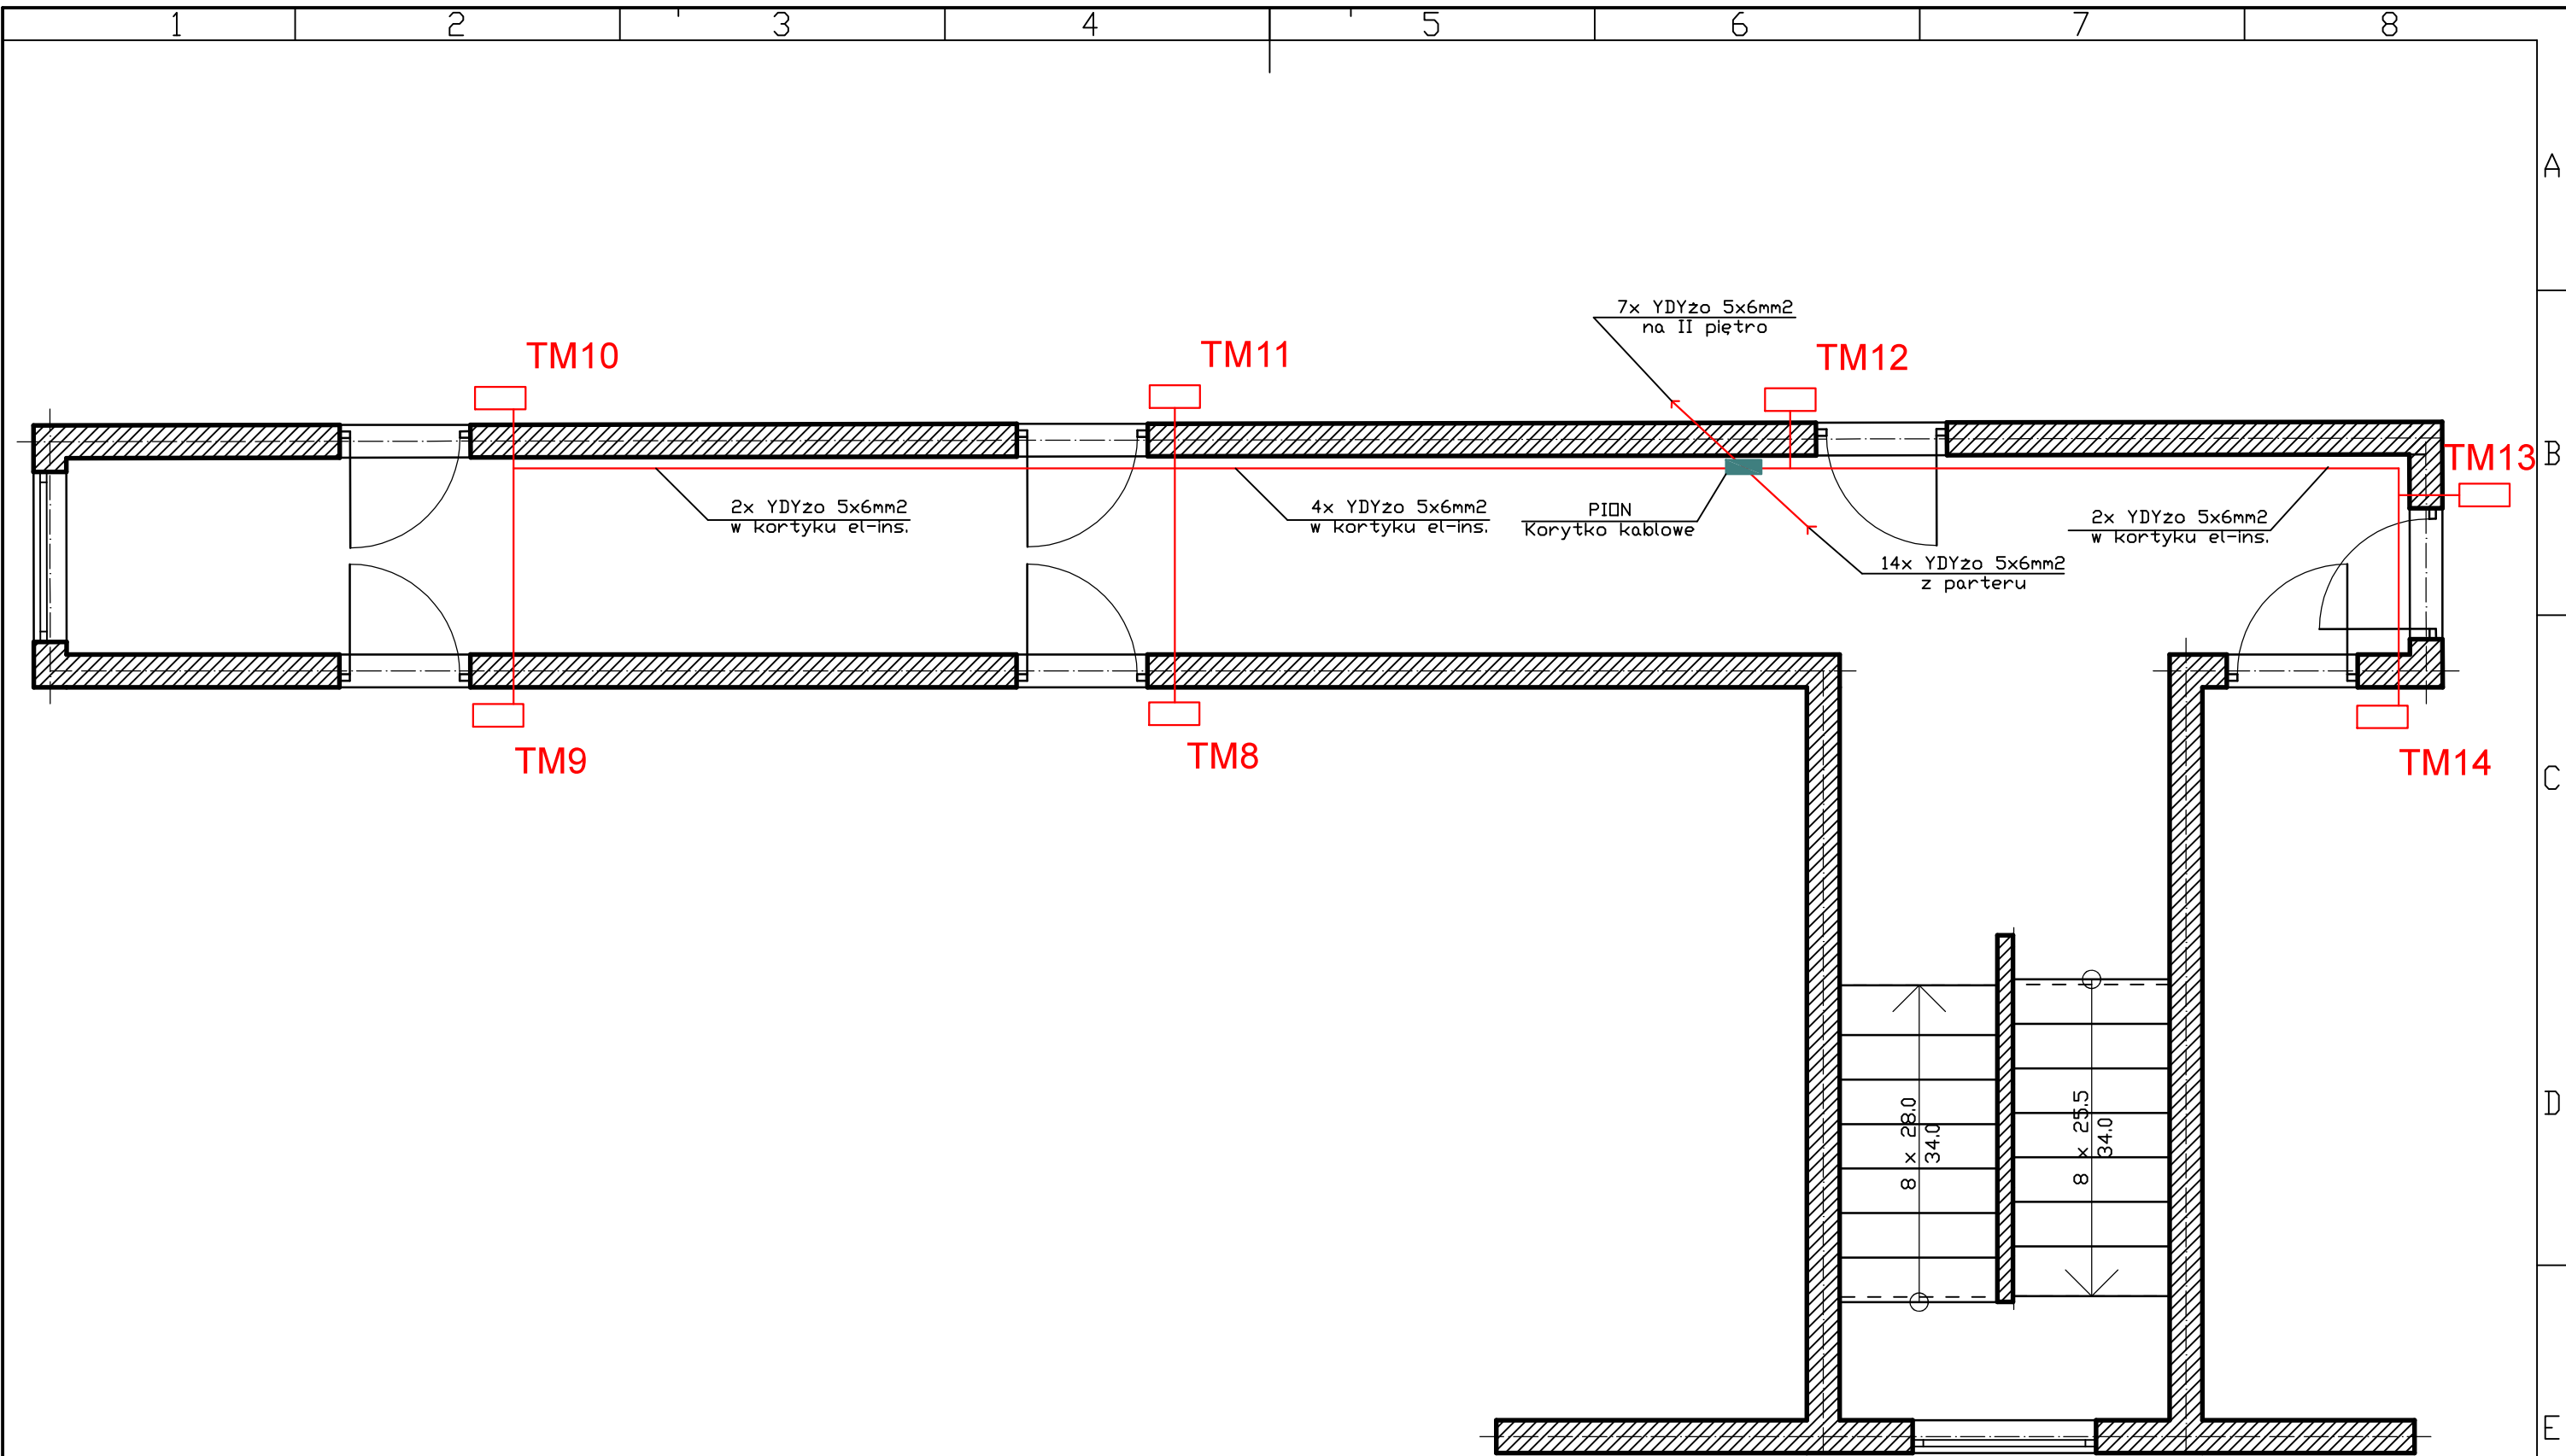 1 2 3 4 5 6 7 8
A
7x YDYżo 5x6mm2
na II piętro
TM10
TM11
TM12
B
TM13
2x YDYżo 5x6mm2
w kortyku el-ins.
4x YDYżo 5x6mm2
w kortyku el-ins.
PION
Korytko kablowe
2x YDYżo 5x6mm2
w kortyku el-ins.
14x YDYżo 5x6mm2
z parteru
TM9
TM8
TM14
C
D
8 x 28.0
34.0
8 x 25.5
34.0
E